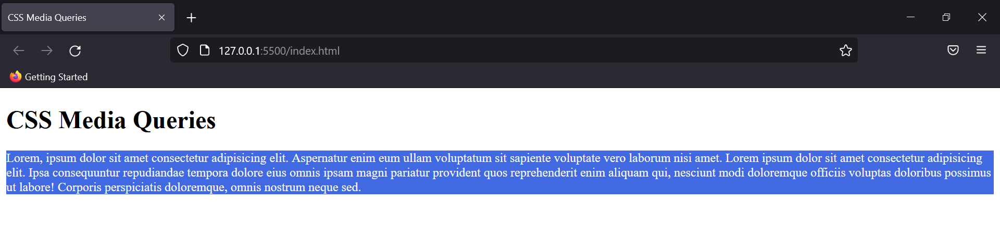 CSS Media Queries
127.0.0.1:5500/index.html
Getting Started
CSS Media Queries
Lorem, ipsum dolor sit amet consectetur adipisicing elit. Aspernatur enim eum ullam voluptatum sit sapiente voluptate vero laborum nisi amet. Lorem ipsum dolor sit amet consectetur adipisicing
elit. Ipsa consequuntur repudiandae tempora dolore eius omnis ipsam magni pariatur provident quos reprehenderit enim aliquam qui, nesciunt modi doloremque officiis voluptas doloribus possimus
ut labore! Corporis perspiciatis doloremque, omnis nostrum neque sed.